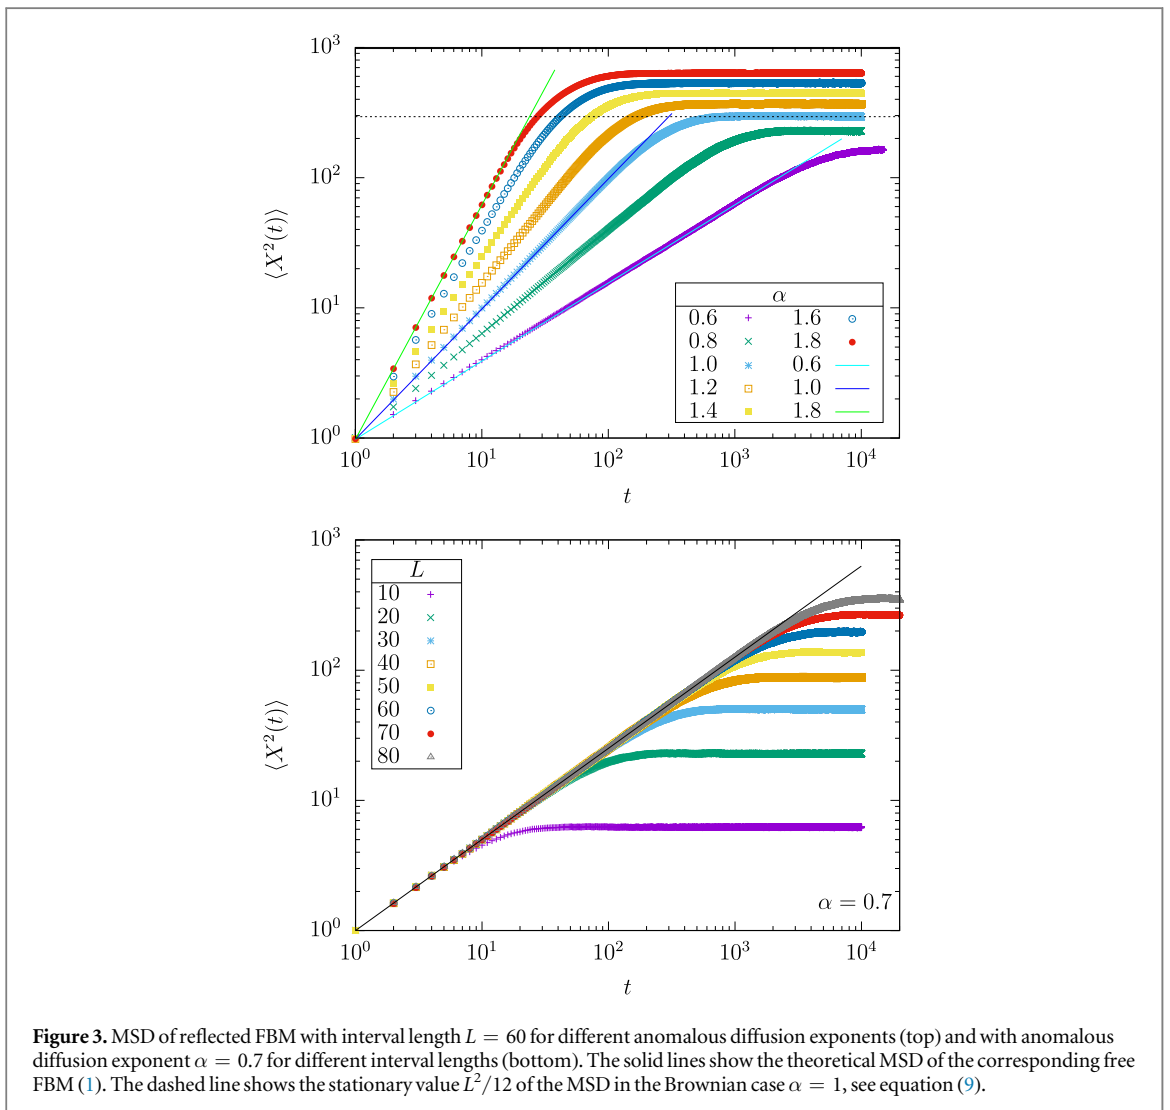 10³
10²
10¹
10⁰
⟨X²(t)⟩
α
0.6 1.6
0.8 1.8
1.0 0.6
1.2 1.0
1.4 1.8
10⁰ 10¹ 10² 10³ 10⁴
t
10³
10²
10¹
10⁰
⟨X²(t)⟩
L
10
20
30
40
50
60
70
80
α = 0.7
10⁰ 10¹ 10² 10³ 10⁴
t
Figure 3. MSD of reflected FBM with interval length L = 60 for different anomalous diffusion exponents (top) and with anomalous
diffusion exponent α = 0.7 for different interval lengths (bottom). The solid lines show the theoretical MSD of the corresponding free
FBM (1). The dashed line shows the stationary value L²/12 of the MSD in the Brownian case α = 1, see equation (9).